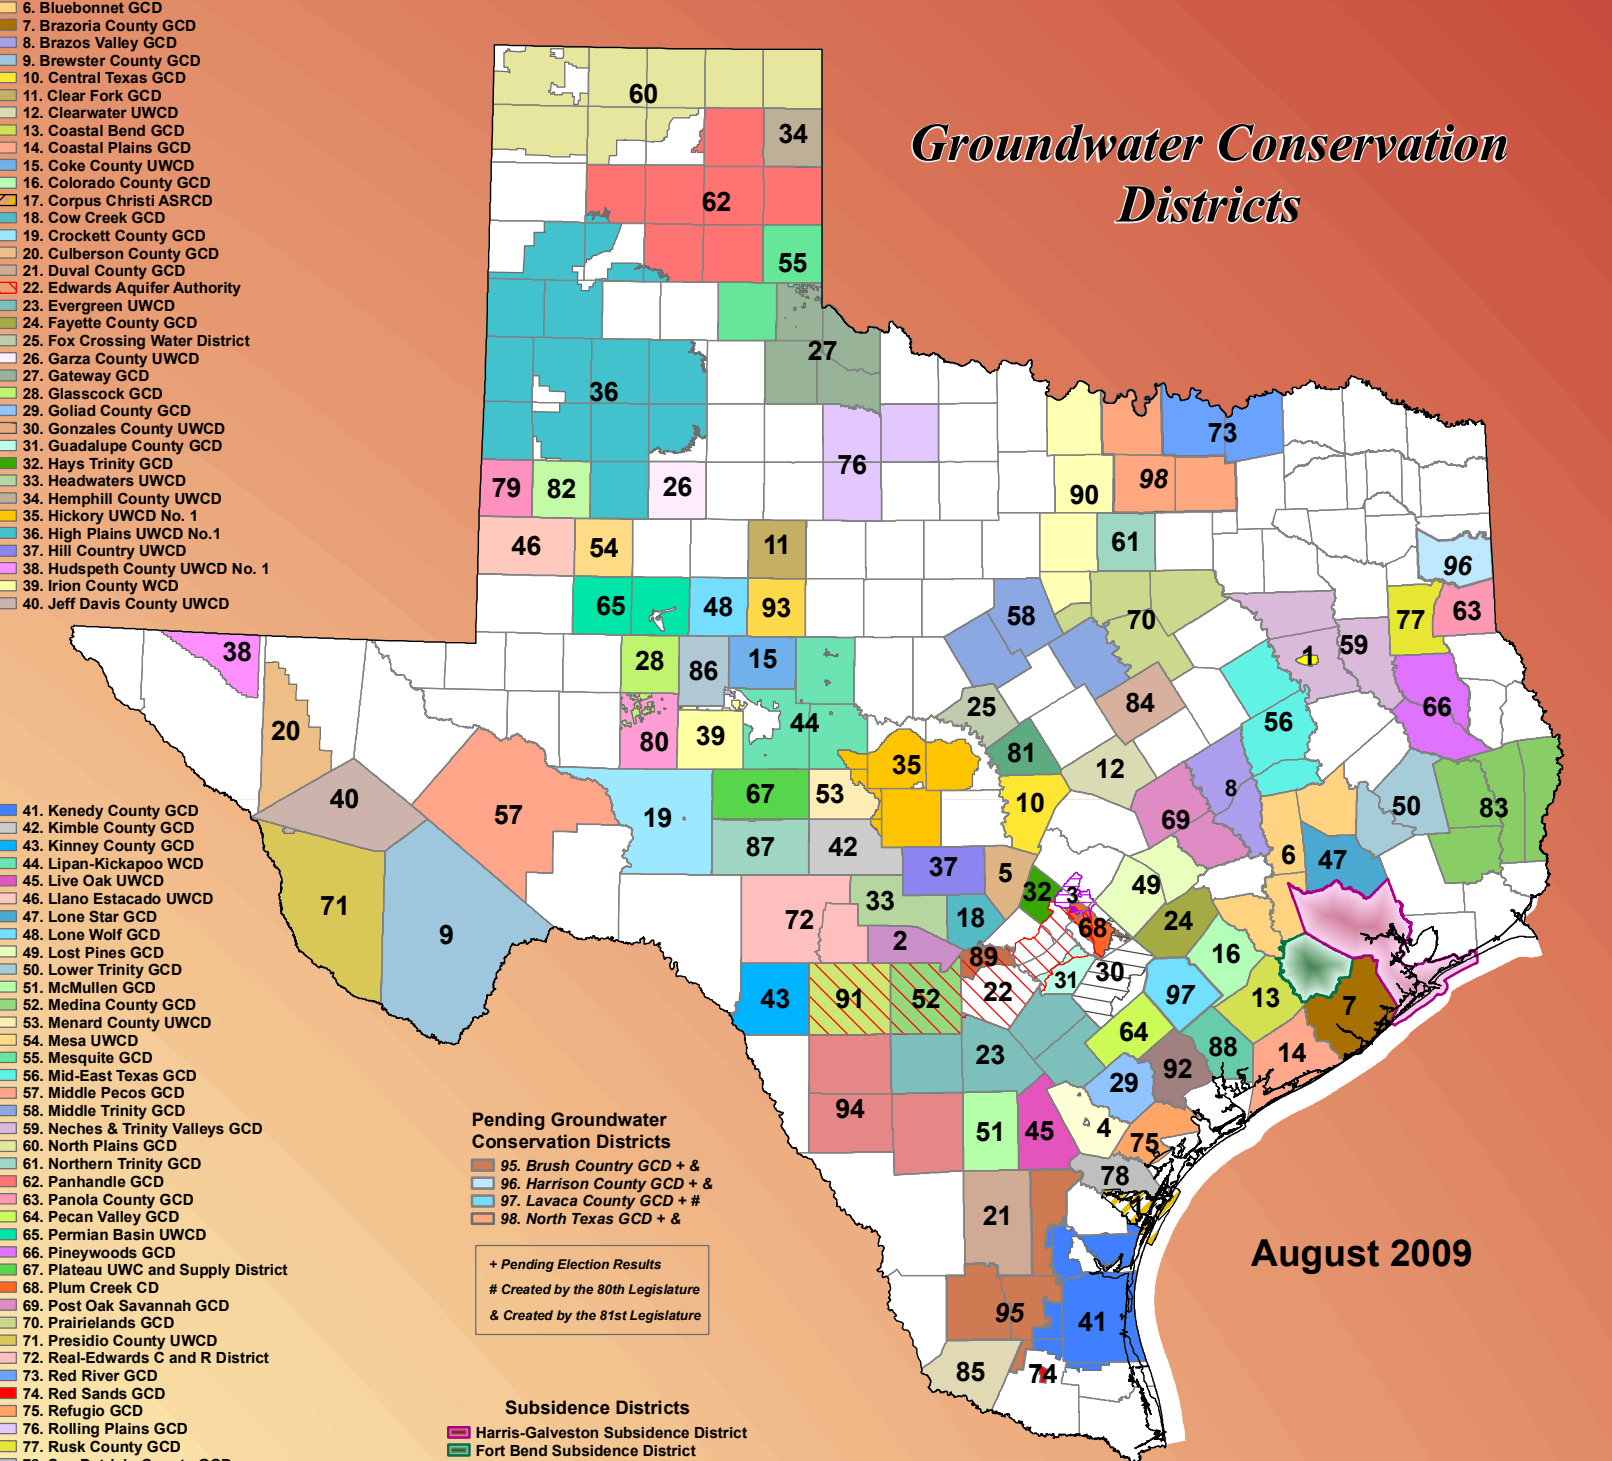 6. Bluebonnet GCD
7. Brazoria County GCD
8. Brazos Valley GCD
9. Brewster County GCD
10. Central Texas GCD
11. Clear Fork GCD
12. Clearwater UWCD
13. Coastal Bend GCD
14. Coastal Plains GCD
15. Coke County UWCD
16. Colorado County GCD
17. Corpus Christi ASRCD
18. Cow Creek GCD
19. Crockett County GCD
20. Culberson County GCD
21. Duval County GCD
22. Edwards Aquifer Authority
23. Evergreen UWCD
24. Fayette County GCD
25. Fox Crossing Water District
26. Garza County UWCD
27. Gateway GCD
28. Glasscock GCD
29. Goliad County GCD
30. Gonzales County UWCD
31. Guadalupe County GCD
32. Hays Trinity GCD
33. Headwaters UWCD
34. Hemphill County UWCD
35. Hickory UWCD No. 1
36. High Plains UWCD No.1
37. Hill Country UWCD
38. Hudspeth County UWCD No. 1
39. Irion County WCD
40. Jeff Davis County UWCD
41. Kenedy County GCD
42. Kimble County GCD
43. Kinney County GCD
44. Lipan-Kickapoo WCD
45. Live Oak UWCD
46. Llano Estacado UWCD
47. Lone Star GCD
48. Lone Wolf GCD
49. Lost Pines GCD
50. Lower Trinity GCD
51. McMullen GCD
52. Medina County GCD
53. Menard County UWCD
54. Mesa UWCD
55. Mesquite GCD
56. Mid-East Texas GCD
57. Middle Pecos GCD
58. Middle Trinity GCD
59. Neches & Trinity Valleys GCD
60. North Plains GCD
61. Northern Trinity GCD
62. Panhandle GCD
63. Panola County GCD
64. Pecan Valley GCD
65. Permian Basin UWCD
66. Pineywoods GCD
67. Plateau UWC and Supply District
68. Plum Creek CD
69. Post Oak Savannah GCD
70. Prairielands GCD
71. Presidio County UWCD
72. Real-Edwards C and R District
73. Red River GCD
74. Red Sands GCD
75. Refugio GCD
76. Rolling Plains GCD
77. Rusk County GCD
Groundwater Conservation
Districts
60
34
62
55
27
36
76
73
98
90
79
82
26
46
54
11
61
96
65
48
93
58
70
77
63
38
28
86
15
1
59
20
80
39
44
25
84
56
66
81
35
12
40
57
19
67
53
10
69
8
50
83
87
42
6
47
71
9
37
5
32
3
49
72
33
18
68
24
2
89
16
43
91
52
22
31
30
97
13
7
23
64
88
14
29
92
94
51
45
4
75
78
21
17
95
41
85
74
August 2009
Pending Groundwater
Conservation Districts
95. Brush Country GCD + &
96. Harrison County GCD + &
97. Lavaca County GCD + #
98. North Texas GCD + &
+ Pending Election Results
# Created by the 80th Legislature
& Created by the 81st Legislature
Subsidence Districts
Harris-Galveston Subsidence District
Fort Bend Subsidence District